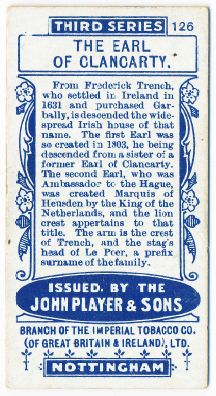 THIRD SERIES 126
THE EARL
OF CLANCARTY.
From Frederick Trench,
who settled in Ireland in
1631 and purchased Gar-
bally, is descended the wide-
spread Irish house of that
name. The first Earl was
so created in 1803, he being
descended from a sister of a
former Earl of Clancarty.
The second Earl, who was
Ambassador to the Hague,
was created Marquis of
Heusden by the King of the
Netherlands, and the lion
crest appertains to that
title. The arm is the crest
of Trench, and the stag's
head of Le Poer, a prefix
surname of the family.
ISSUED BY THE
JOHN PLAYER & SONS
BRANCH OF THE IMPERIAL TOBACCO CO.
(OF GREAT BRITAIN & IRELAND), LTD.
NOTTINGHAM